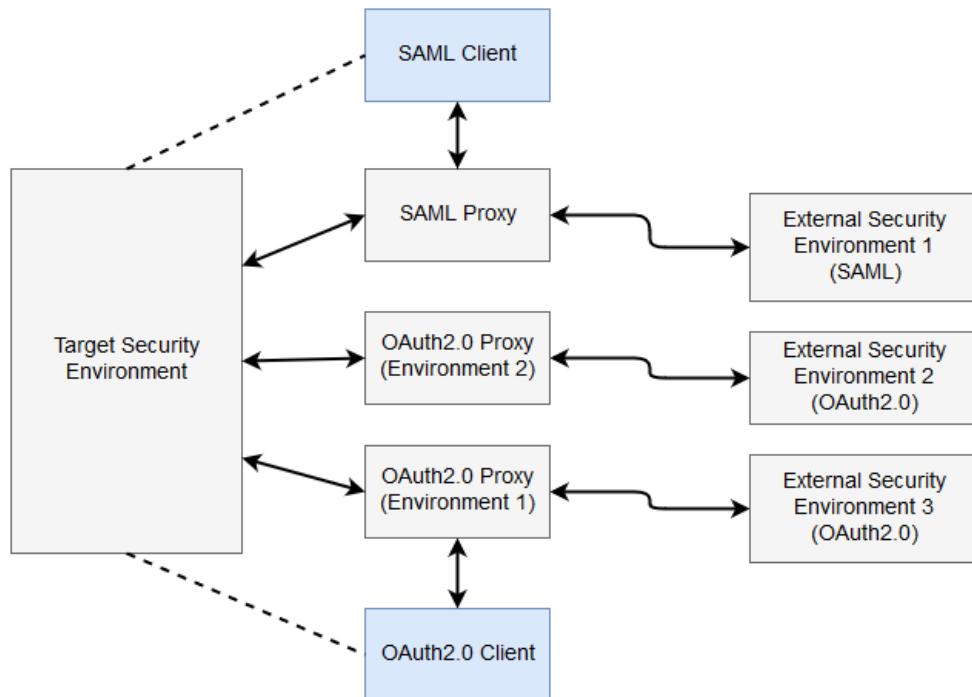 SAML Client
SAML Proxy
External Security
Environment 1
(SAML)
Target Security
Environment
OAuth2.0 Proxy
(Environment 2)
External Security
Environment 2
(OAuth2.0)
OAuth2.0 Proxy
(Environment 1)
External Security
Environment 3
(OAuth2.0)
OAuth2.0 Client